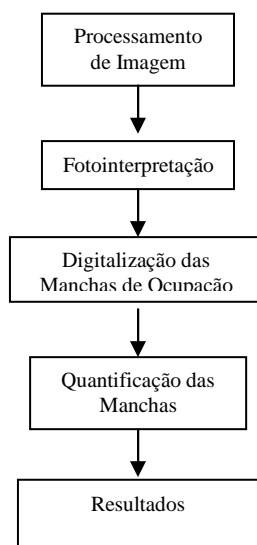 Processamento
de Imagem
Fotointerpretação
Digitalização das
Manchas de Ocupação
Quantificação das
Manchas
Resultados